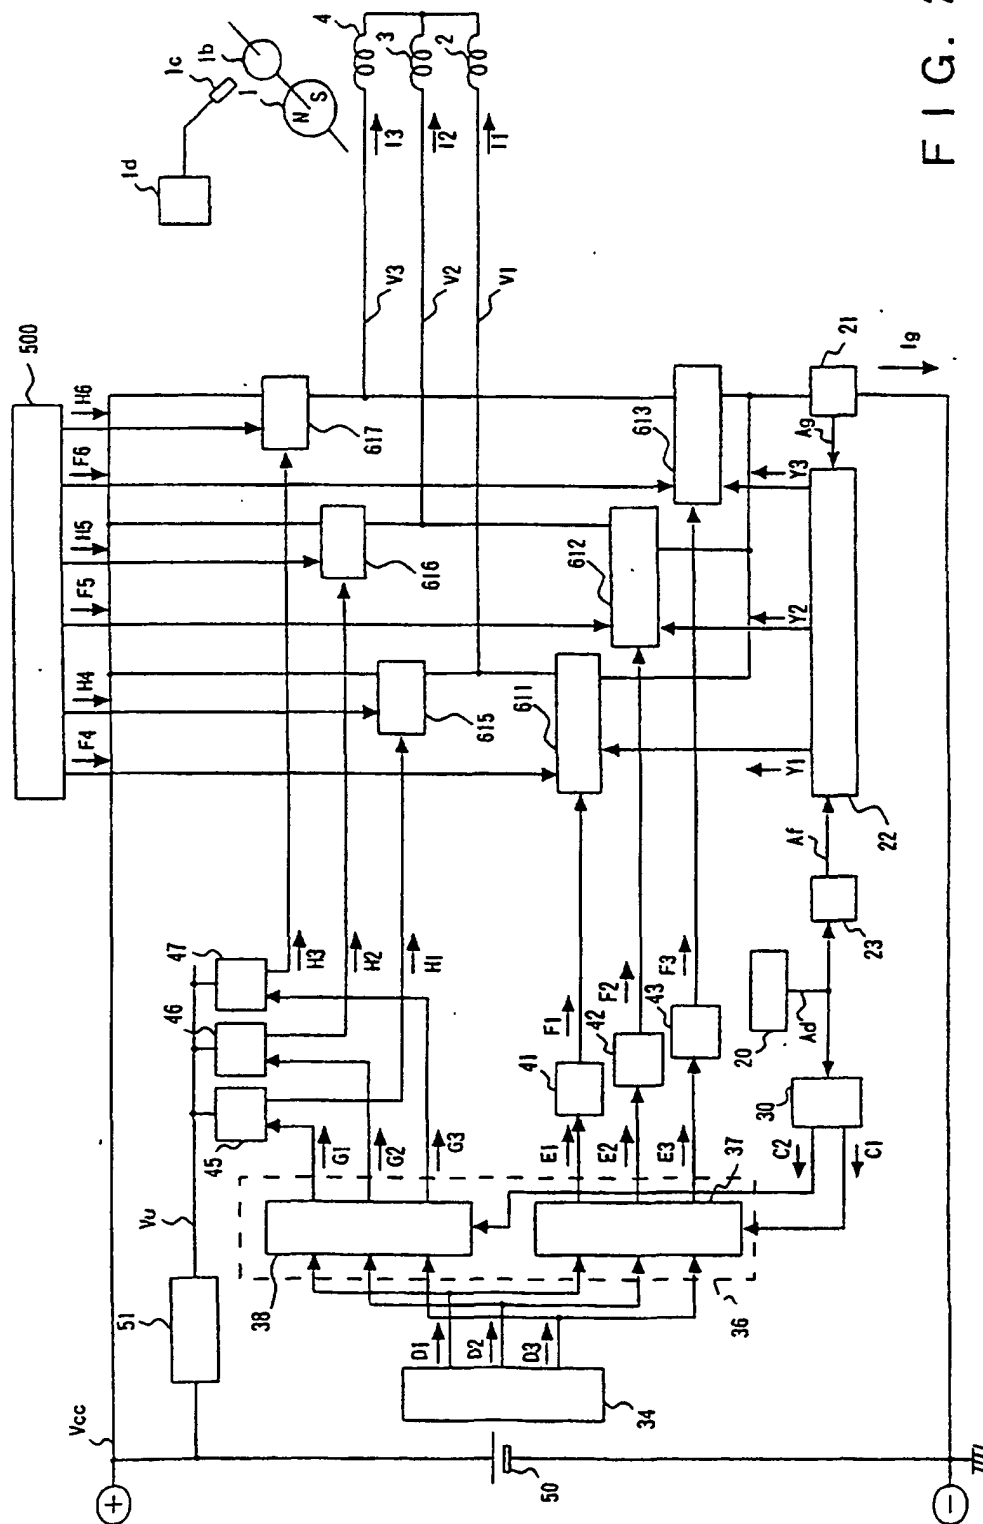 Vcc
51
Vu
45
46
47
500
F4
H4
F5
H5
F6
H6
1d
1c
1b
1
N S
4
3
2
I3
I2
I1
V3
V2
V1
617
616
615
H3
H2
H1
G1
G2
G3
38
D1
D2
D3
34
36
37
E1
E2
E3
41
42
43
F1
F2
F3
611
612
613
Y1
Y2
Y3
20
Ad
30
C2
C1
23
Af
22
Ag
21
Ig
50
+
−
FIG. 2